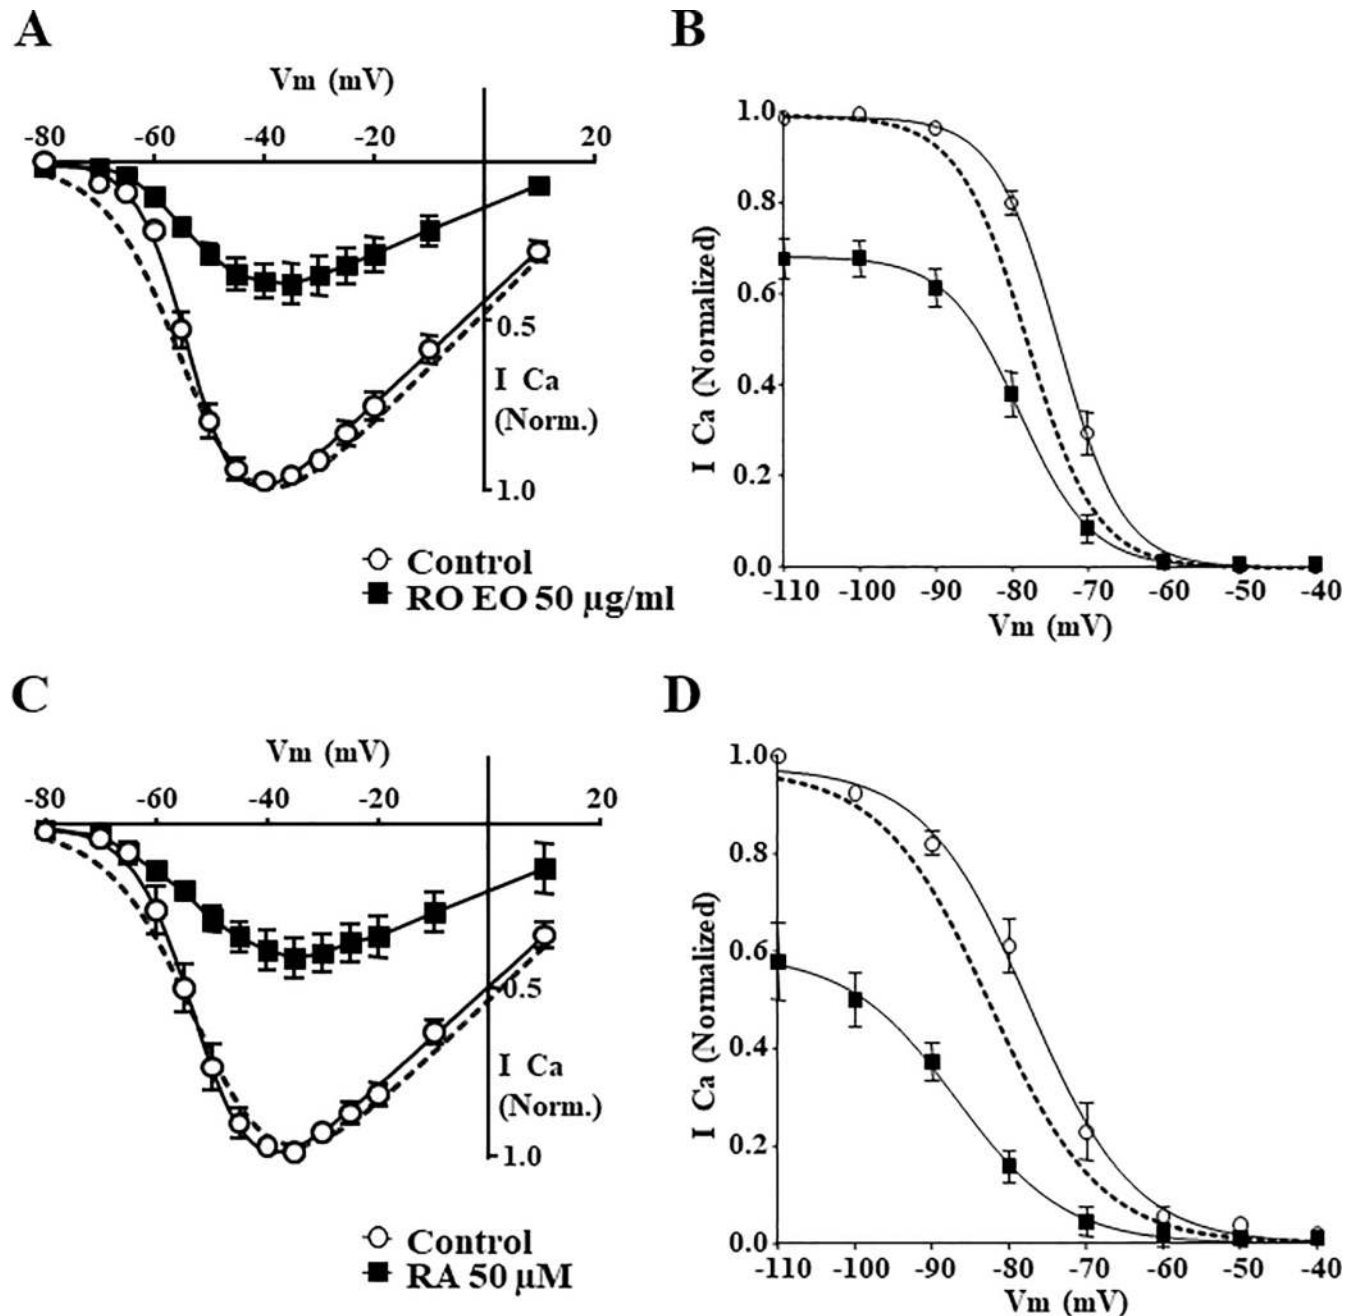 A
Vm (mV)
-80 -60 -40 -20 20
0.5
I Ca
(Norm.)
1.0
Control
RO EO 50 µg/ml
B
I Ca (Normalized)
1.0
0.8
0.6
0.4
0.2
0.0
-110 -100 -90 -80 -70 -60 -50 -40
Vm (mV)
C
Vm (mV)
-80 -60 -40 -20 20
0.5
I Ca
(Norm.)
1.0
Control
RA 50 µM
D
I Ca (Normalized)
1.0
0.8
0.6
0.4
0.2
0.0
-110 -100 -90 -80 -70 -60 -50 -40
Vm (mV)